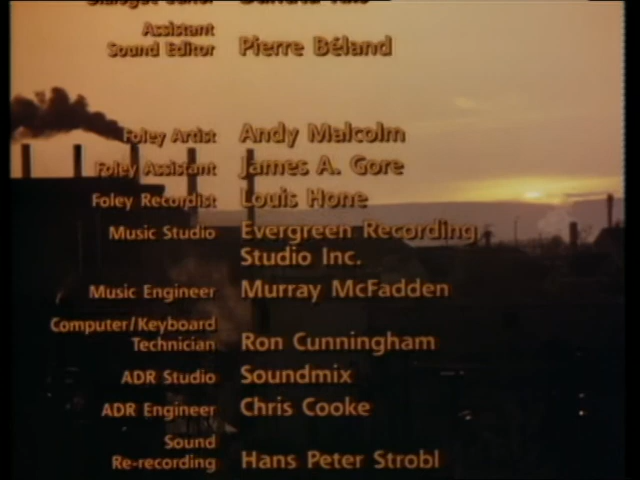 Assistant
Sound Editor Pierre Béland
Foley Artist Andy Malcolm
Foley Assistant James A. Gore
Foley Recordist Louis Hone
Music Studio Evergreen Recording
Studio Inc.
Music Engineer Murray McFadden
Computer/Keyboard
Technician Ron Cunningham
ADR Studio Soundmix
ADR Engineer Chris Cooke
Sound
Re-recording Hans Peter Strobl